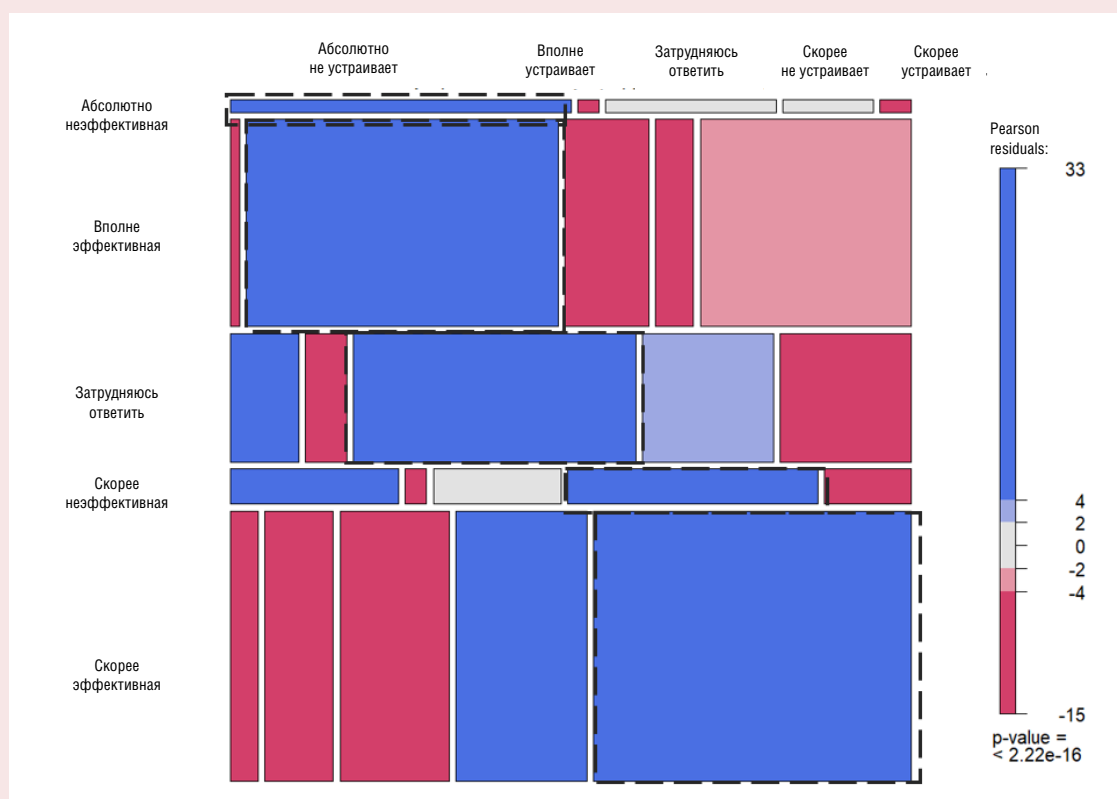 Абсолютно
не устраивает
Вполне
устраивает
Затрудняюсь
ответить
Скорее
не устраивает
Скорее
устраивает
Абсолютно
неэффективная
Вполне
эффективная
Затрудняюсь
ответить
Скорее
неэффективная
Скорее
эффективная
Pearson
residuals:
33
4
2
0
-2
-4
-15
p-value =
< 2.22e-16